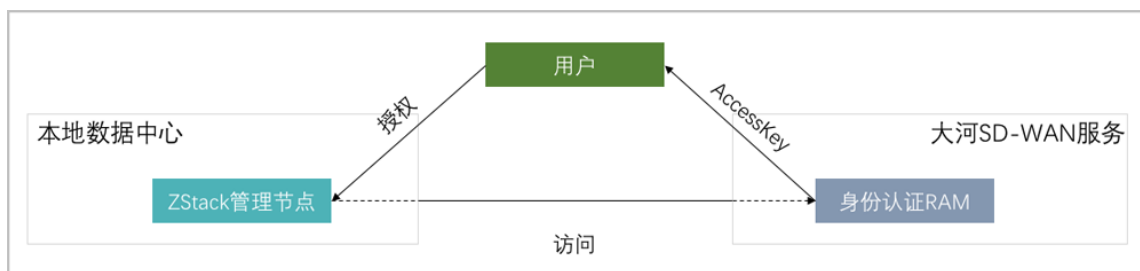 用户
授权
AccessKey
本地数据中心
大河SD-WAN服务
ZStack管理节点
身份认证RAM
访问